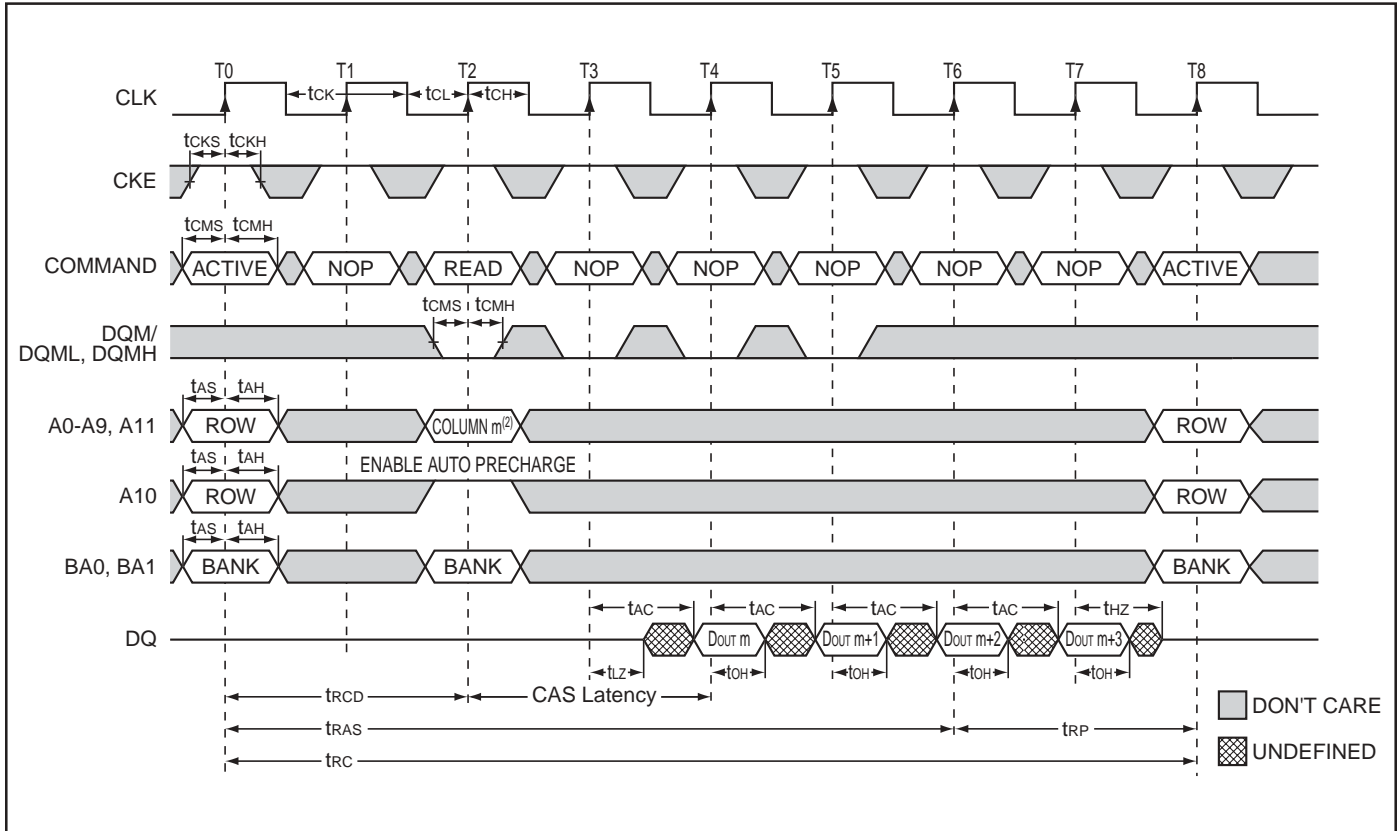 T0 T1 T2 T3 T4 T5 T6 T7 T8
CLK tCK tCL tCH
tCKS tCKH
CKE
tCMS tCMH
COMMAND ACTIVE NOP READ NOP NOP NOP NOP NOP ACTIVE
tCMS tCMH
DQM/
DQML, DQMH
tAS tAH
A0-A9, A11 ROW COLUMN m(2) ROW
tAS tAH ENABLE AUTO PRECHARGE
A10 ROW ROW
tAS tAH
BA0, BA1 BANK BANK BANK
tAC tAC tAC tAC tHZ
DQ DOUT m DOUT m+1 DOUT m+2 DOUT m+3
tLZ tOH tOH tOH tOH
tRCD CAS Latency
tRAS tRP
tRC
DON'T CARE
UNDEFINED